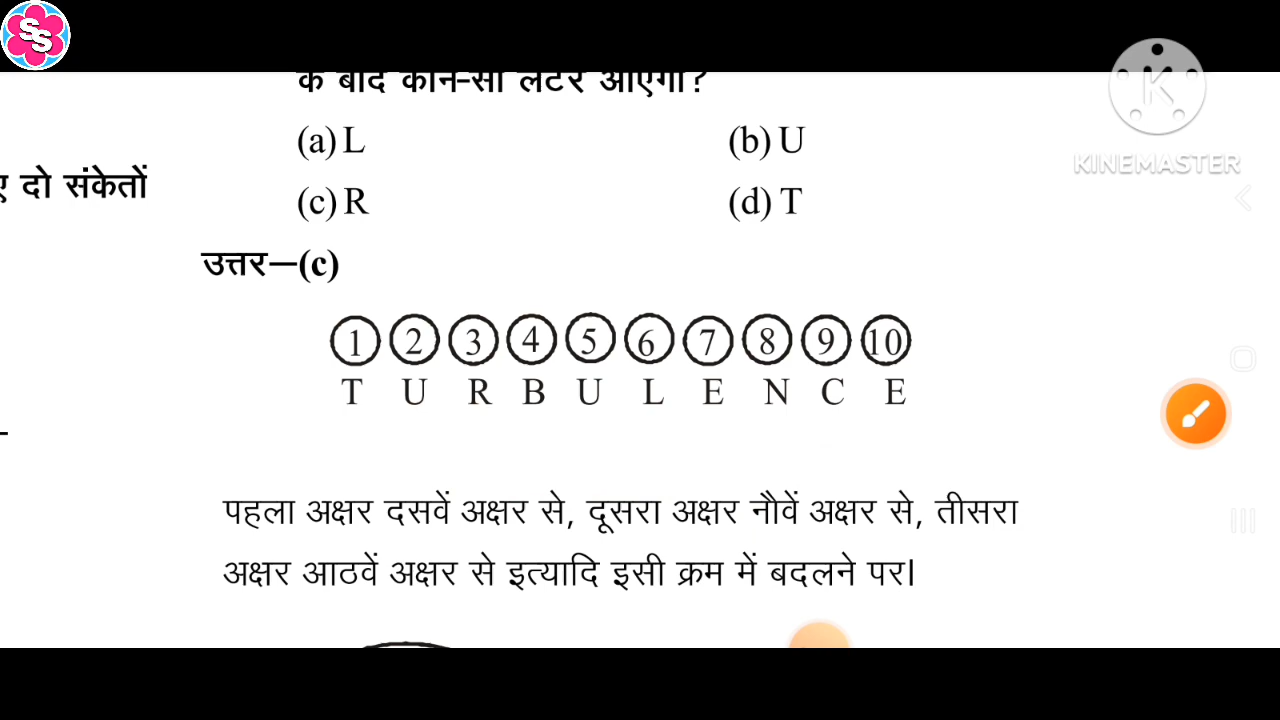 SS
KINEMASTER
के बाद कौन-सा लेटर आएगा?
(a) L (b) U
ए दो संकेतों
(c) R (d) T
उत्तर–(c)
1 2 3 4 5 6 7 8 9 10
T U R B U L E N C E
पहला अक्षर दसवें अक्षर से, दूसरा अक्षर नौवें अक्षर से, तीसरा
अक्षर आठवें अक्षर से इत्यादि इसी क्रम में बदलने पर।